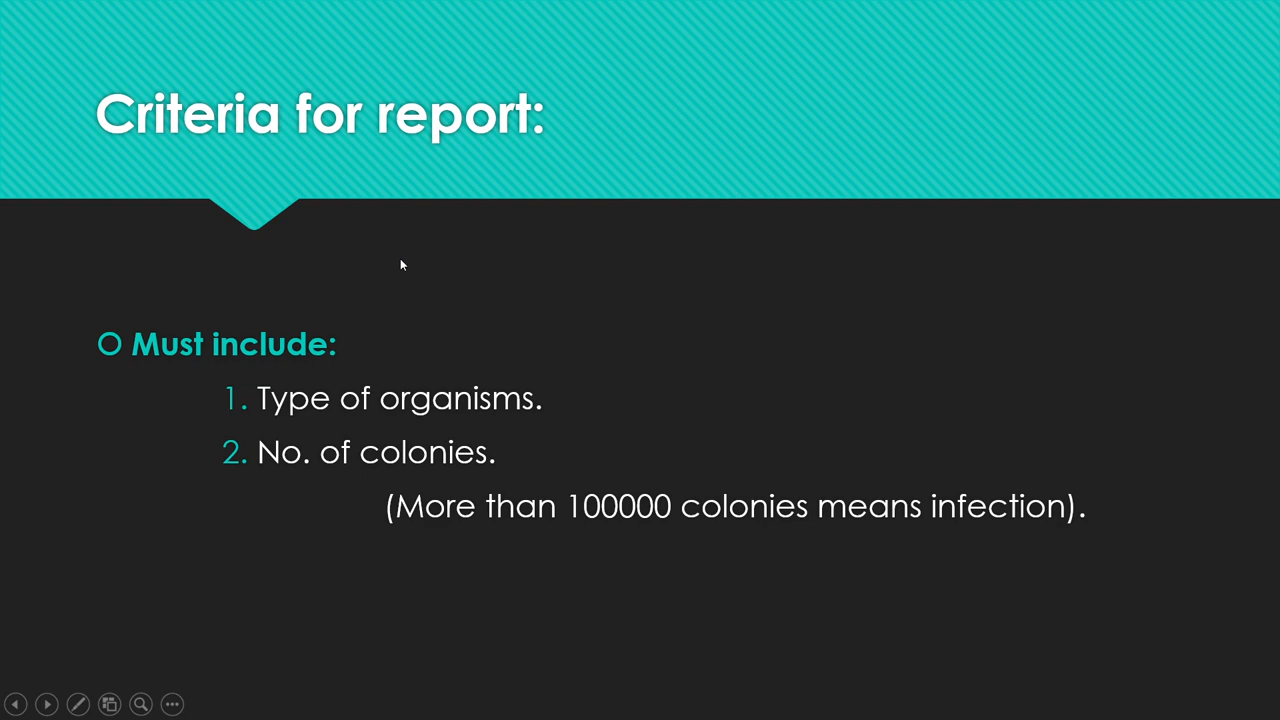 Criteria for report:
Must include:
1. Type of organisms.
2. No. of colonies.
(More than 100000 colonies means infection).